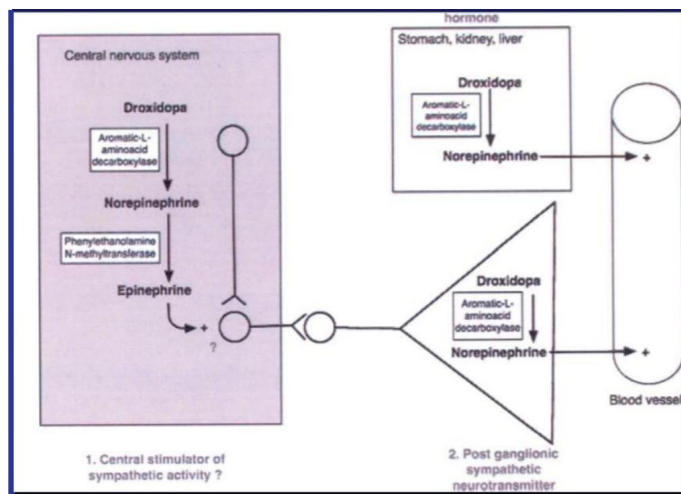 hormone
Central nervous system
Stomach, kidney, liver
Droxidopa
Aromatic-L-
aminoacid
decarboxylase
Norepinephrine
Phenylethanolamine
N-methyltransferase
Epinephrine
+
?
Droxidopa
Aromatic-L-
aminoacid
decarboxylase
Norepinephrine
+
Droxidopa
Aromatic-L-
aminoacid
decarboxylase
Norepinephrine
+
Blood vessel
1. Central stimulator of
sympathetic activity ?
2. Post ganglionic
sympathetic
neurotransmitter